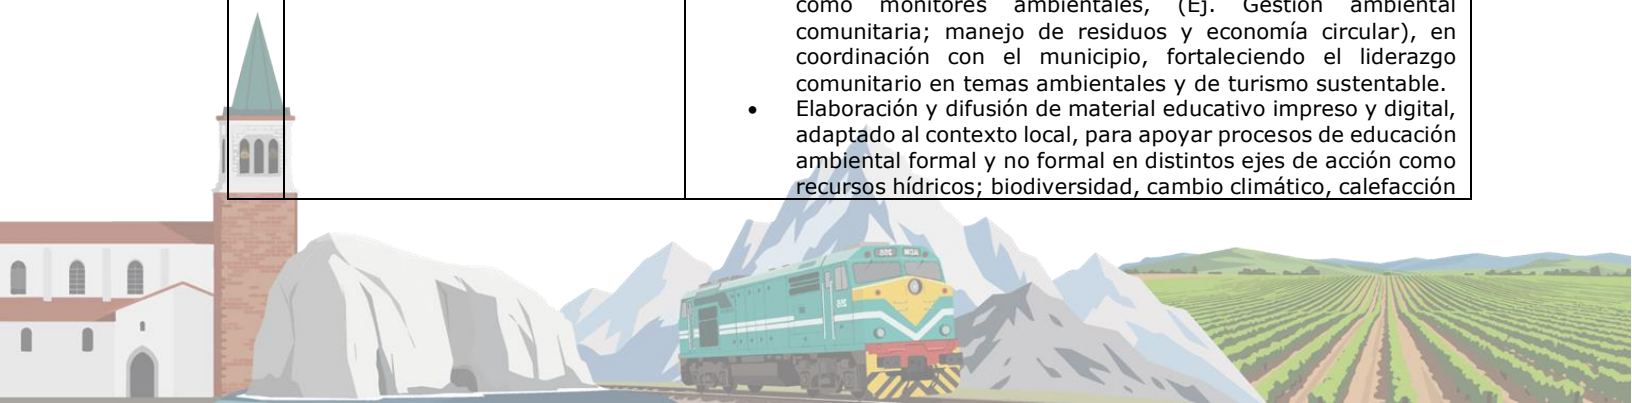 como monitores ambientales, (Ej. Gestión ambiental
comunitaria; manejo de residuos y economía circular), en
coordinación con el municipio, fortaleciendo el liderazgo
comunitario en temas ambientales y de turismo sustentable.
• Elaboración y difusión de material educativo impreso y digital,
adaptado al contexto local, para apoyar procesos de educación
ambiental formal y no formal en distintos ejes de acción como
recursos hídricos; biodiversidad, cambio climático, calefacción